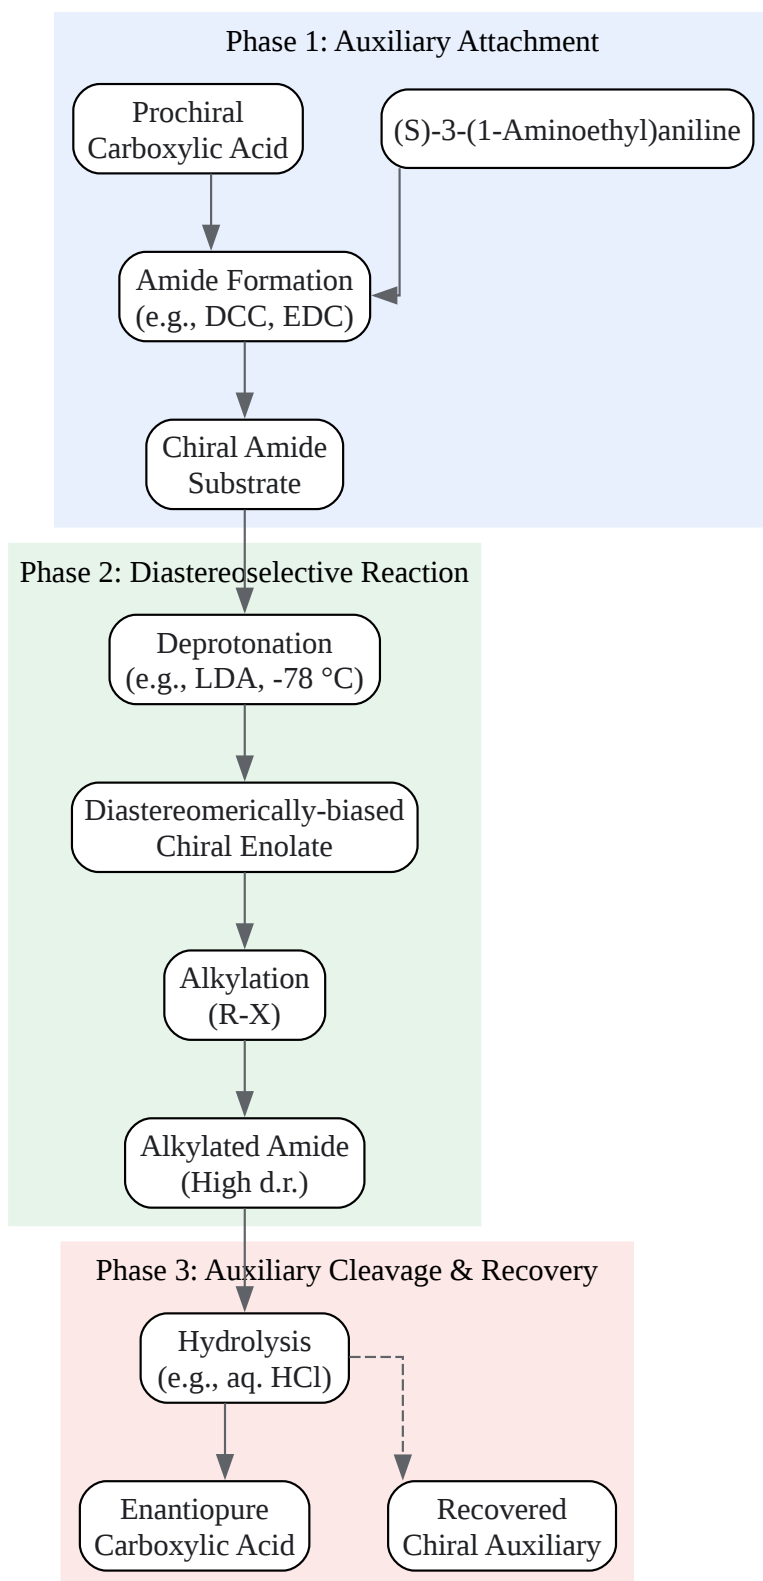 Phase 1: Auxiliary Attachment
Prochiral
Carboxylic Acid
(S)-3-(1-Aminoethyl)aniline
Amide Formation
(e.g., DCC, EDC)
Chiral Amide
Substrate
Phase 2: Diastereoselective Reaction
Deprotonation
(e.g., LDA, -78 °C)
Diastereomerically-biased
Chiral Enolate
Alkylation
(R-X)
Alkylated Amide
(High d.r.)
Phase 3: Auxiliary Cleavage & Recovery
Hydrolysis
(e.g., aq. HCl)
Enantiopure
Carboxylic Acid
Recovered
Chiral Auxiliary